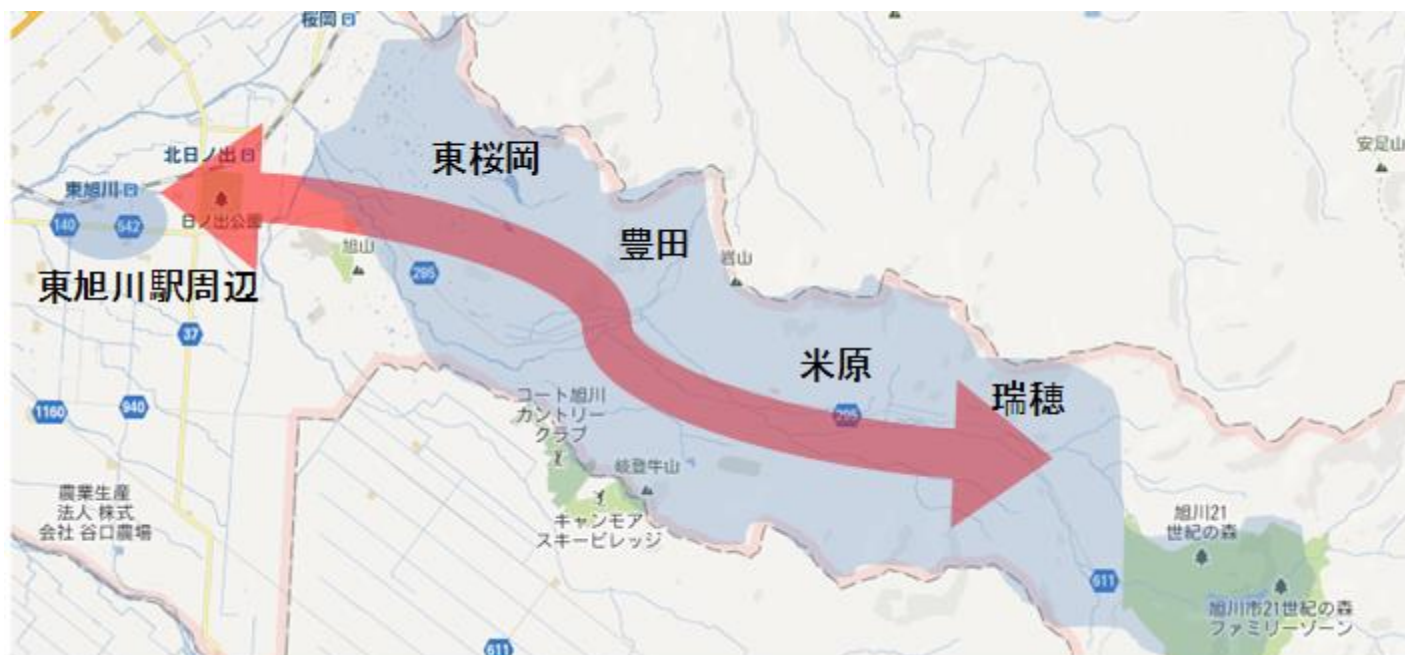 桜岡
北日ノ出
東旭川
140
542
日ノ出公園
東旭川駅周辺
旭山
295
37
1160
940
農業生産
法人 株式
会社 谷口農場
東桜岡
豊田
岩山
米原
295
瑞穂
安足山
コート旭川
カントリー
クラブ
岐登牛山
キャンモア
スキービレッジ
611
611
旭川21
世紀の森
旭川市21世紀の森
ファミリーゾーン